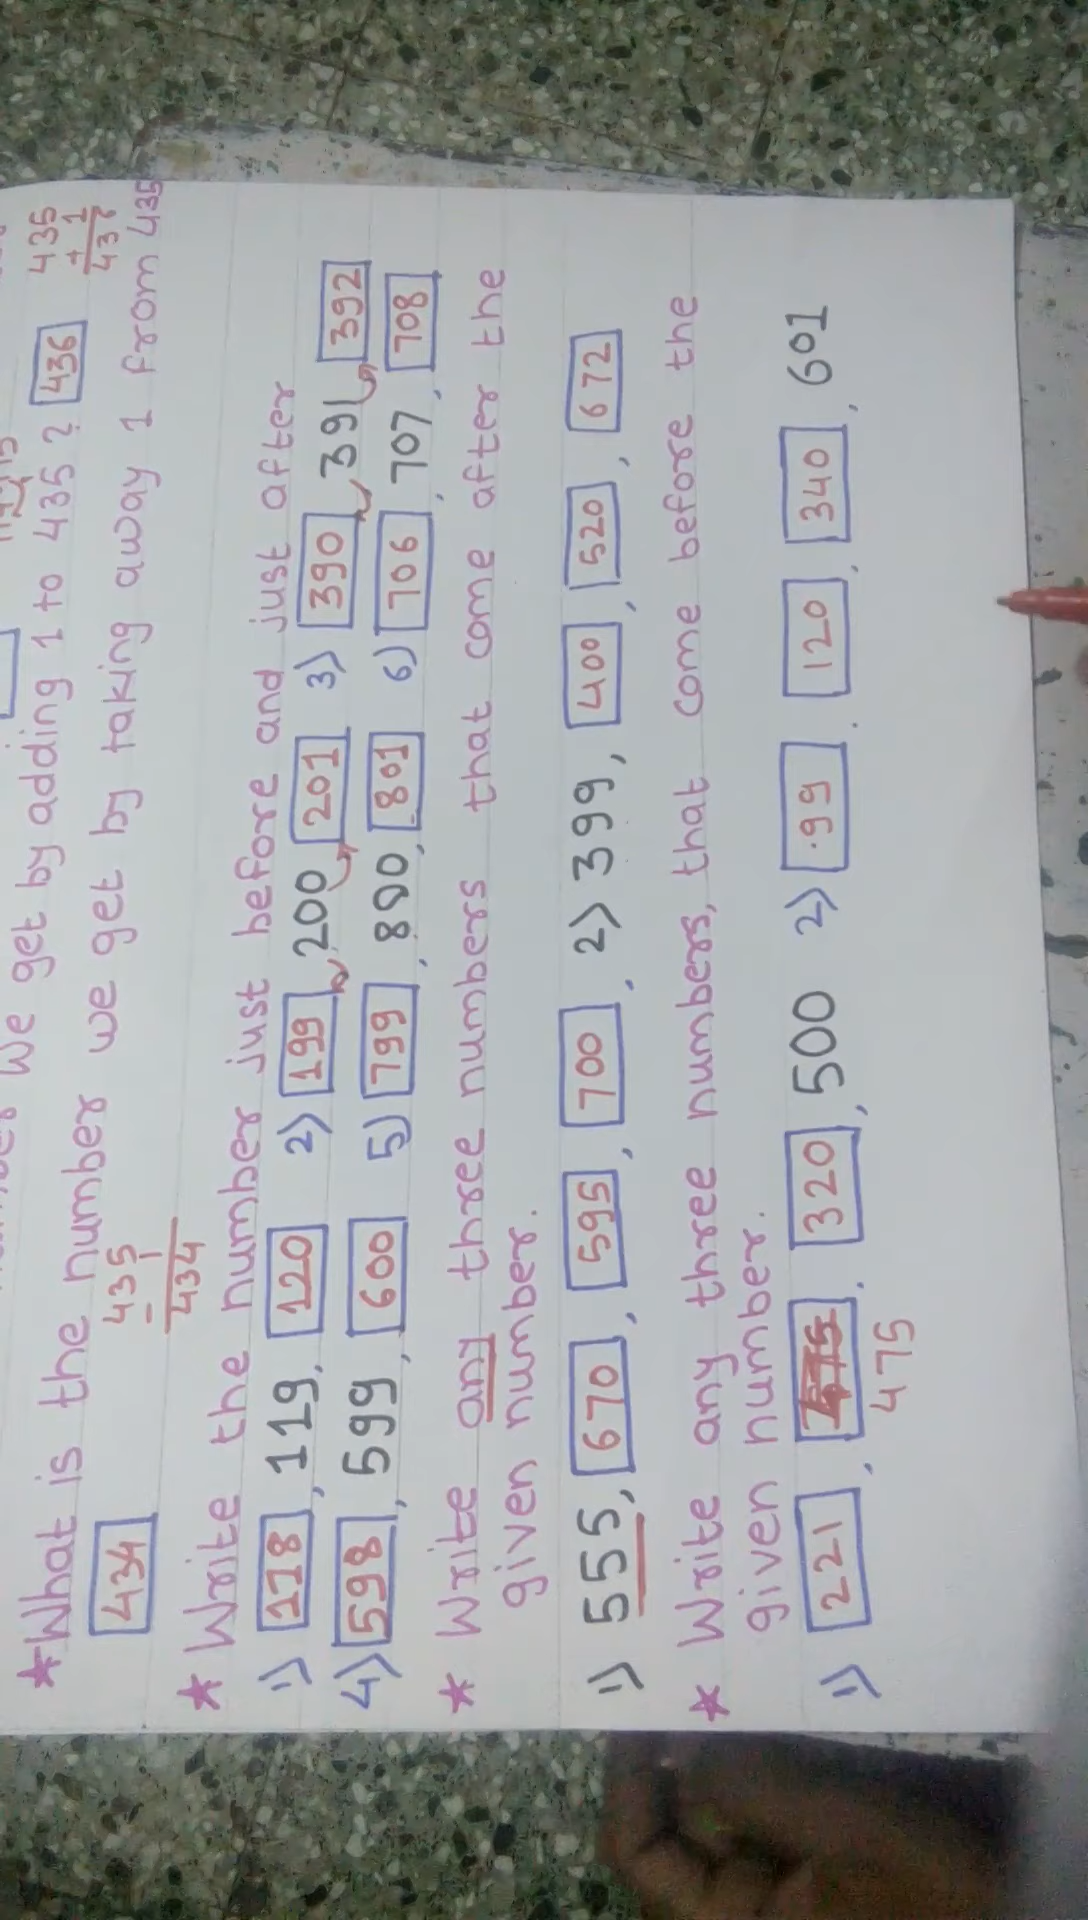 We get by adding 1 to 435 ? 436
435
+ 1
436
*What is the number we get by taking away 1 from 435
434
435
- 1
434
* Write the number just before and just after
1) 118, 119, 120 2) 199, 200 201 3) 390, 391 392
4) 598, 599, 600 5) 799, 800, 801 6) 706, 707, 708
* Write any three numbers that come after the
given number.
1) 555, 670, 595, 700, 2) 399, 400, 520, 672
* Write any three numbers, that come before the
given number.
1) 221, 475, 320, 500 2) 99, 120, 340, 601
475